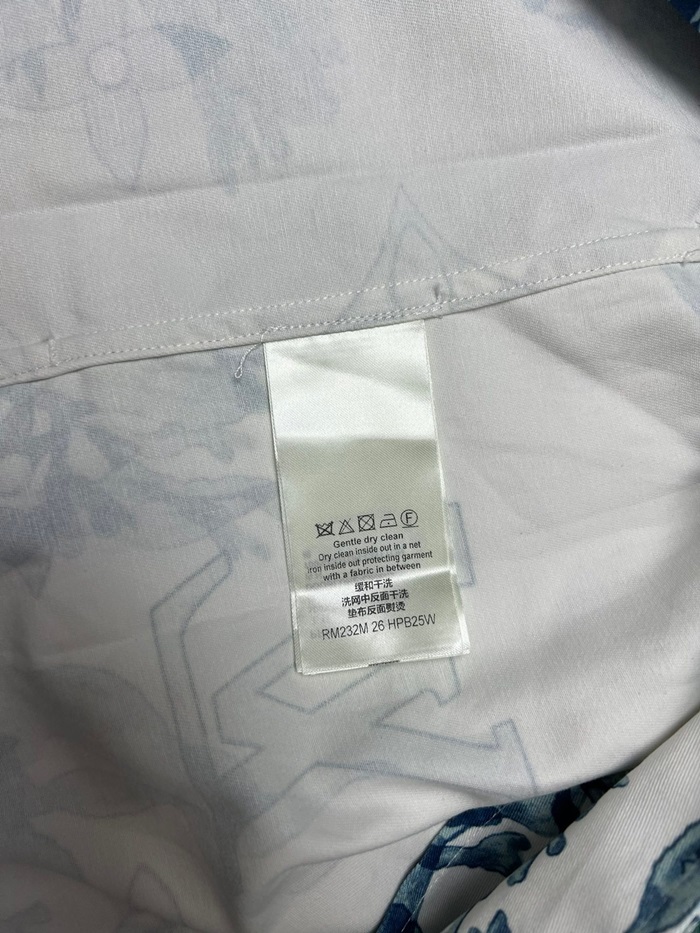 F
Gentle dry clean
Dry clean inside out in a net
iron inside out protecting garment
with a fabric in between
缓和干洗
洗网中反面干洗
垫布反面熨烫
RM232M 26 HPB25W